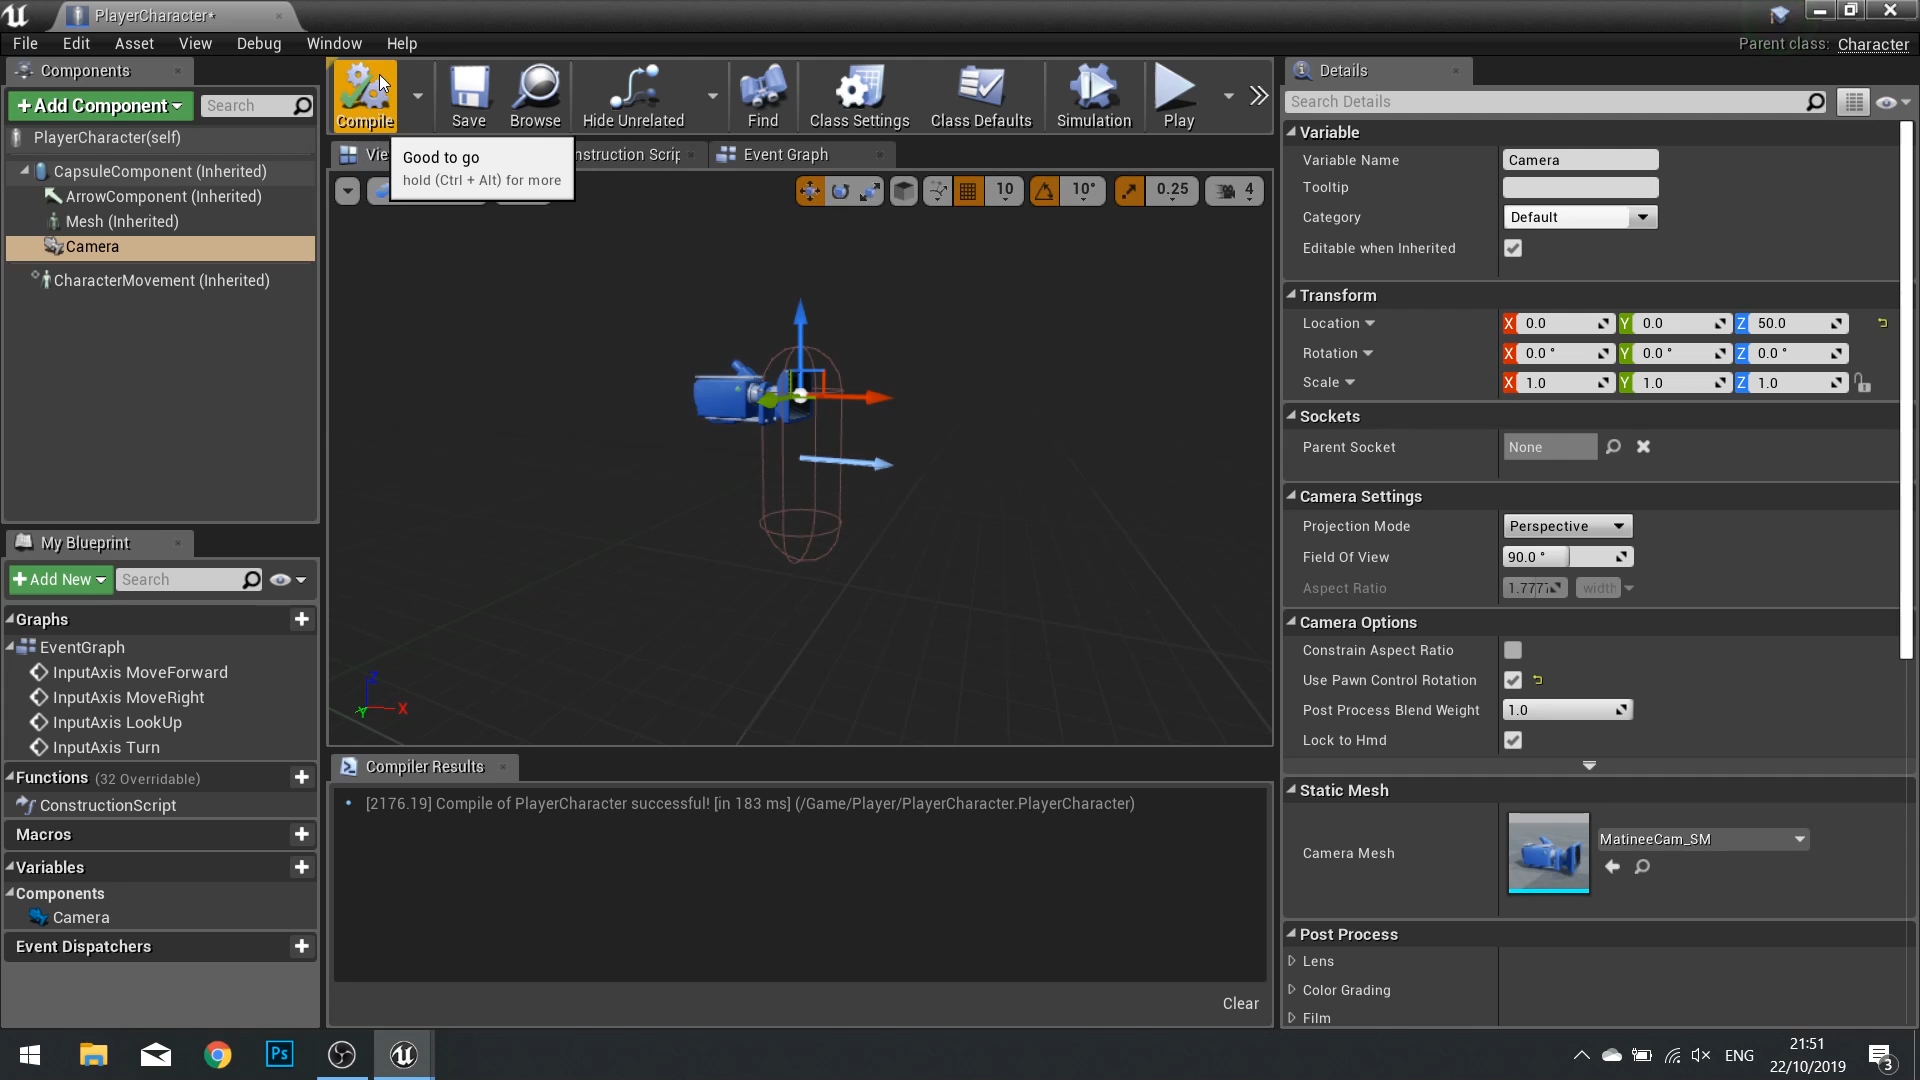 PlayerCharacter*
File Edit Asset View Debug Window Help
Parent class: Character
Components
+Add Component
Search
PlayerCharacter(self)
CapsuleComponent (Inherited)
ArrowComponent (Inherited)
Mesh (Inherited)
Camera
CharacterMovement (Inherited)
My Blueprint
+Add New
Search
Graphs
EventGraph
InputAxis MoveForward
InputAxis MoveRight
InputAxis LookUp
InputAxis Turn
Functions (32 Overridable)
ConstructionScript
Macros
Variables
Components
Camera
Event Dispatchers
Compile Save Browse Hide Unrelated Find Class Settings Class Defaults Simulation Play
Vie
nstruction Scrip
Event Graph
Good to go
hold (Ctrl + Alt) for more
10 10° 0.25 4
Z
X
Y
Compiler Results
[2176.19] Compile of PlayerCharacter successful! [in 183 ms] (/Game/Player/PlayerCharacter.PlayerCharacter)
Clear
Details
Search Details
Variable
Variable Name Camera
Tooltip
Category Default
Editable when Inherited
Transform
Location X 0.0 Y 0.0 Z 50.0
Rotation X 0.0 ° Y 0.0 ° Z 0.0 °
Scale X 1.0 Y 1.0 Z 1.0
Sockets
Parent Socket None
Camera Settings
Projection Mode Perspective
Field Of View 90.0 °
Aspect Ratio 1.777 width
Camera Options
Constrain Aspect Ratio
Use Pawn Control Rotation
Post Process Blend Weight 1.0
Lock to Hmd
Static Mesh
Camera Mesh MatineeCam_SM
Post Process
Lens
Color Grading
Film
Ps
ENG
21:51
22/10/2019
3